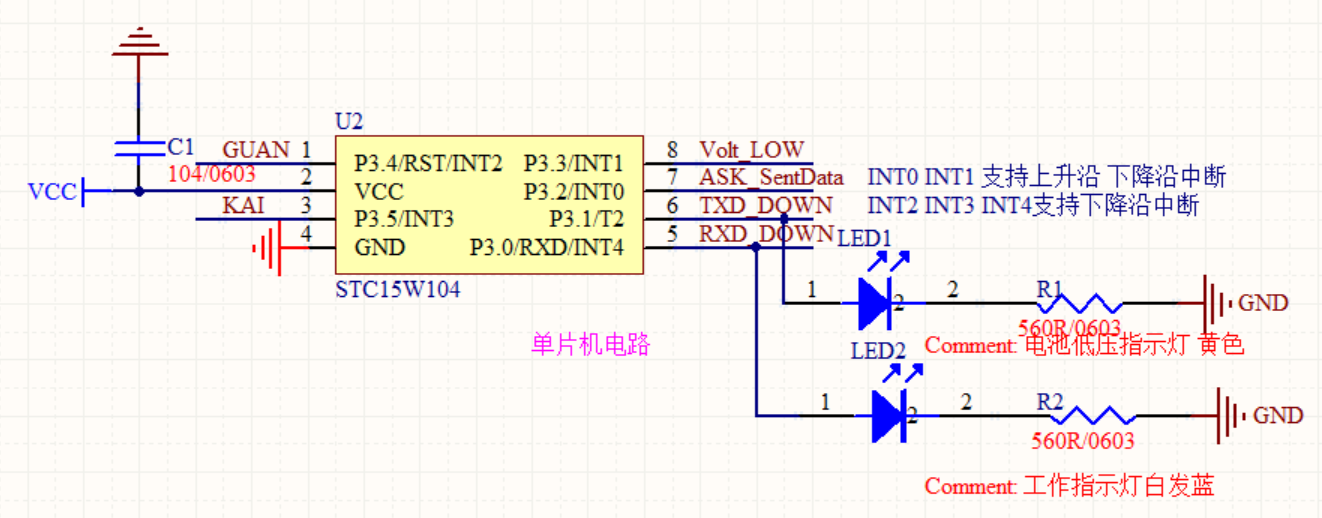 U2
C1
GUAN 1
104/0603
P3.4/RST/INT2 P3.3/INT1
8 Volt_LOW
VCC
2
VCC P3.2/INT0
7 ASK_SentData
INT0 INT1 支持上升沿 下降沿中断
KAI 3
P3.5/INT3 P3.1/T2
6 TXD_DOWN
INT2 INT3 INT4支持下降沿中断
4
GND P3.0/RXD/INT4
5 RXD_DOWN
LED1
STC15W104
1 2 2 R1 GND
560R/0603
单片机电路
Comment: 电池低压指示灯 黄色
LED2
1 2 2 R2 GND
560R/0603
Comment: 工作指示灯白发蓝